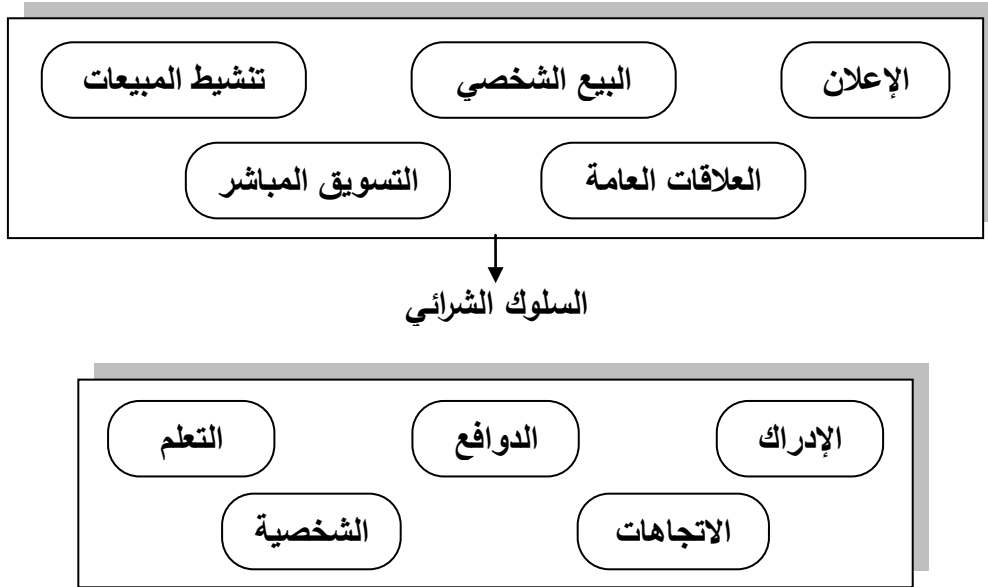 الإعلان
البيع الشخصي
تنشيط المبيعات
العلاقات العامة
التسويق المباشر
السلوك الشرائي
الإدراك
الدوافع
التعلم
الاتجاهات
الشخصية